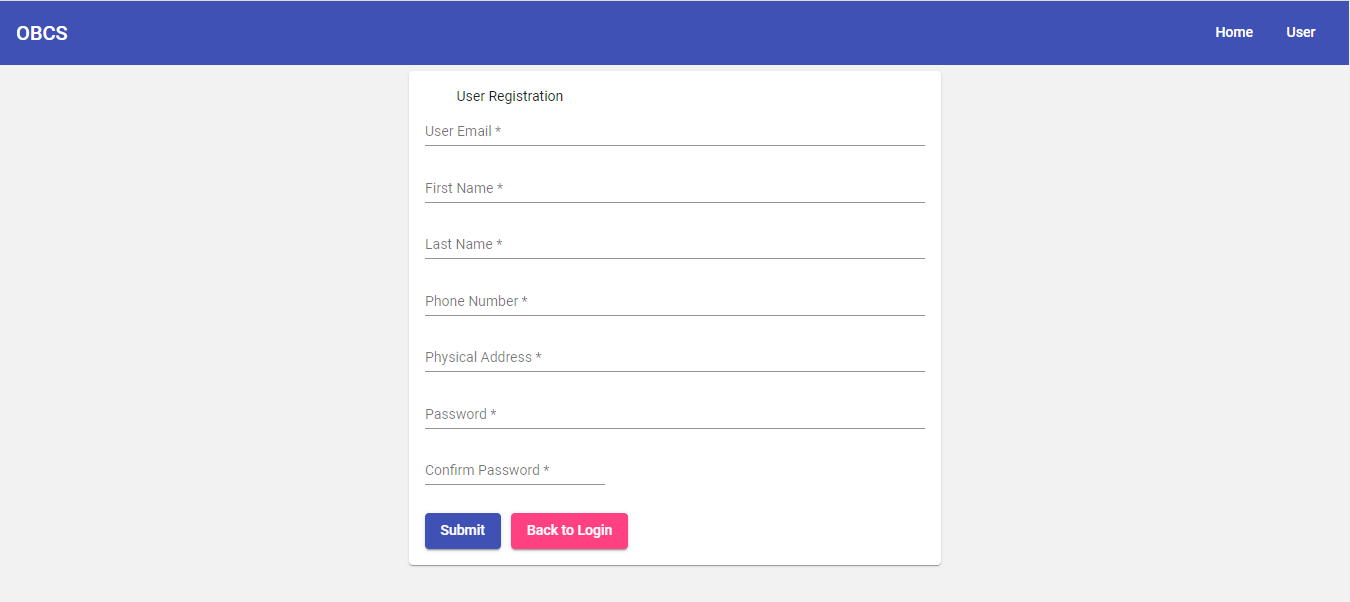 OBCS
Home User
User Registration
User Email *
First Name *
Last Name *
Phone Number *
Physical Address *
Password *
Confirm Password *
Submit Back to Login